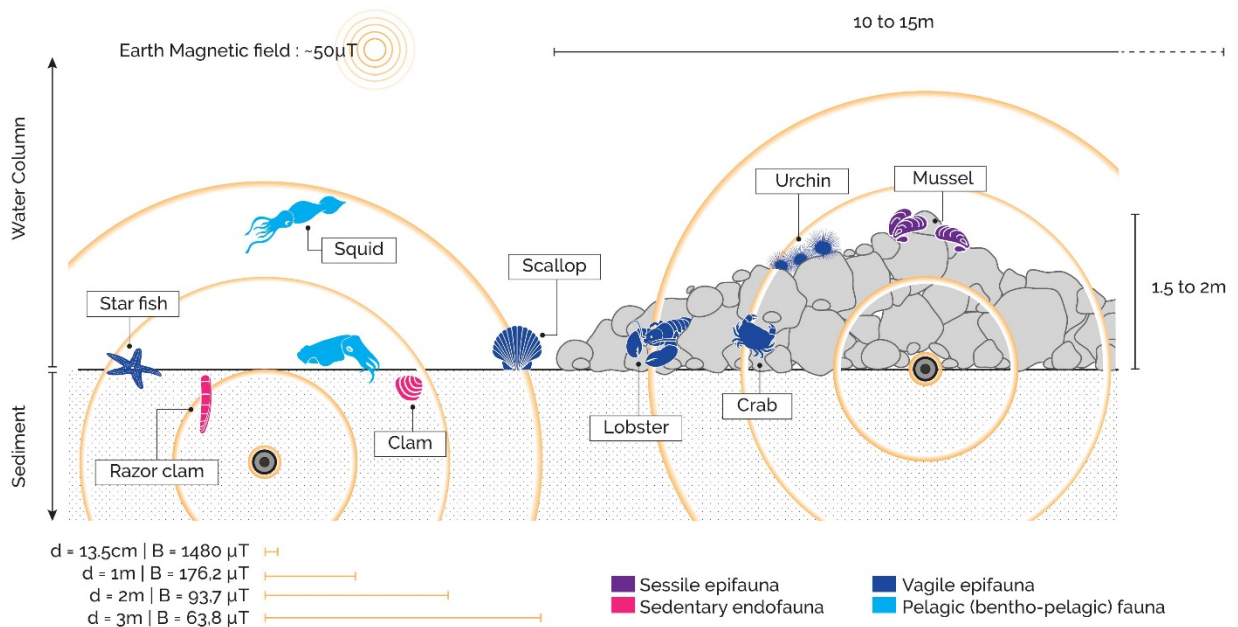 10 to 15m
Earth Magnetic field : ~50µT
Water Column
Urchin
Mussel
Squid
Scallop
Star fish
1.5 to 2m
Lobster
Crab
Clam
Razor clam
Sediment
d = 13.5cm | B = 1480 µT
d = 1m | B = 176,2 µT
d = 2m | B = 93,7 µT
d = 3m | B = 63,8 µT
Sessile epifauna
Vagile epifauna
Sedentary endofauna
Pelagic (bentho-pelagic) fauna